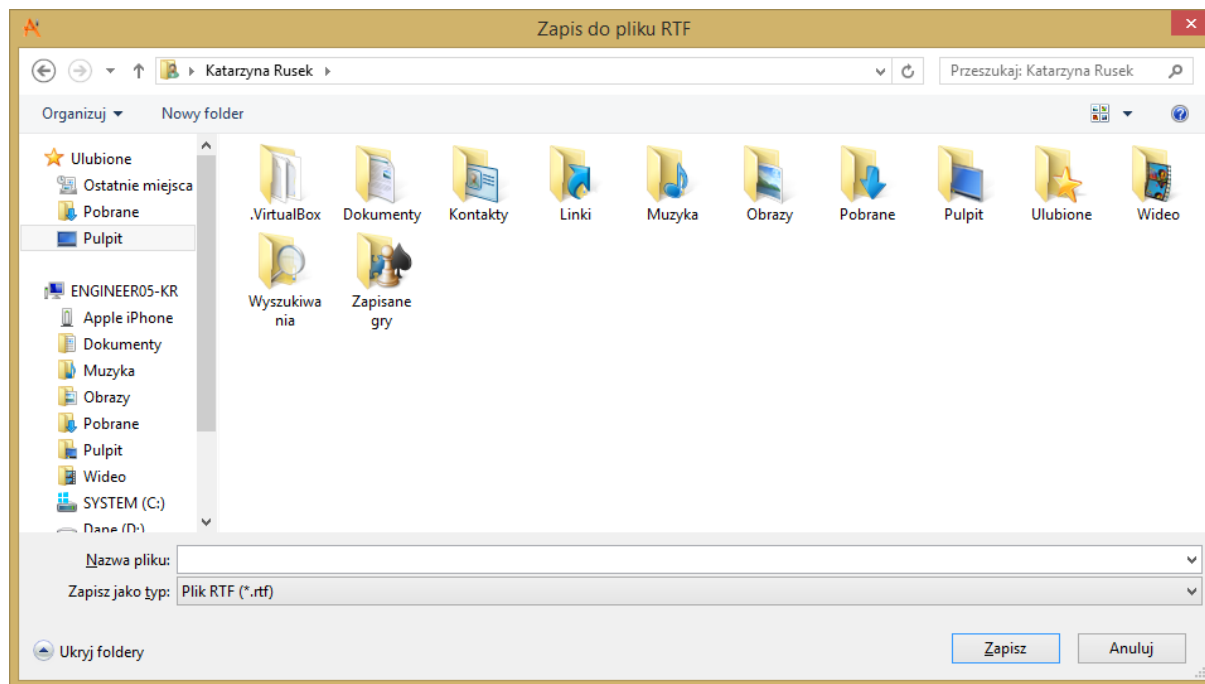 Zapis do pliku RTF
Katarzyna Rusek
Przeszukaj: Katarzyna Rusek
Organizuj
Nowy folder
Ulubione
Ostatnie miejsca
Pobrane
Pulpit
ENGINEER05-KR
Apple iPhone
Dokumenty
Muzyka
Obrazy
Pobrane
Pulpit
Wideo
SYSTEM (C:)
Dane (D:)
.VirtualBox
Dokumenty
Kontakty
Linki
Muzyka
Obrazy
Pobrane
Pulpit
Ulubione
Wideo
Wyszukiwa
nia
Zapisane
gry
Nazwa pliku:
Zapisz jako typ: Plik RTF (*.rtf)
Ukryj foldery
Zapisz
Anuluj